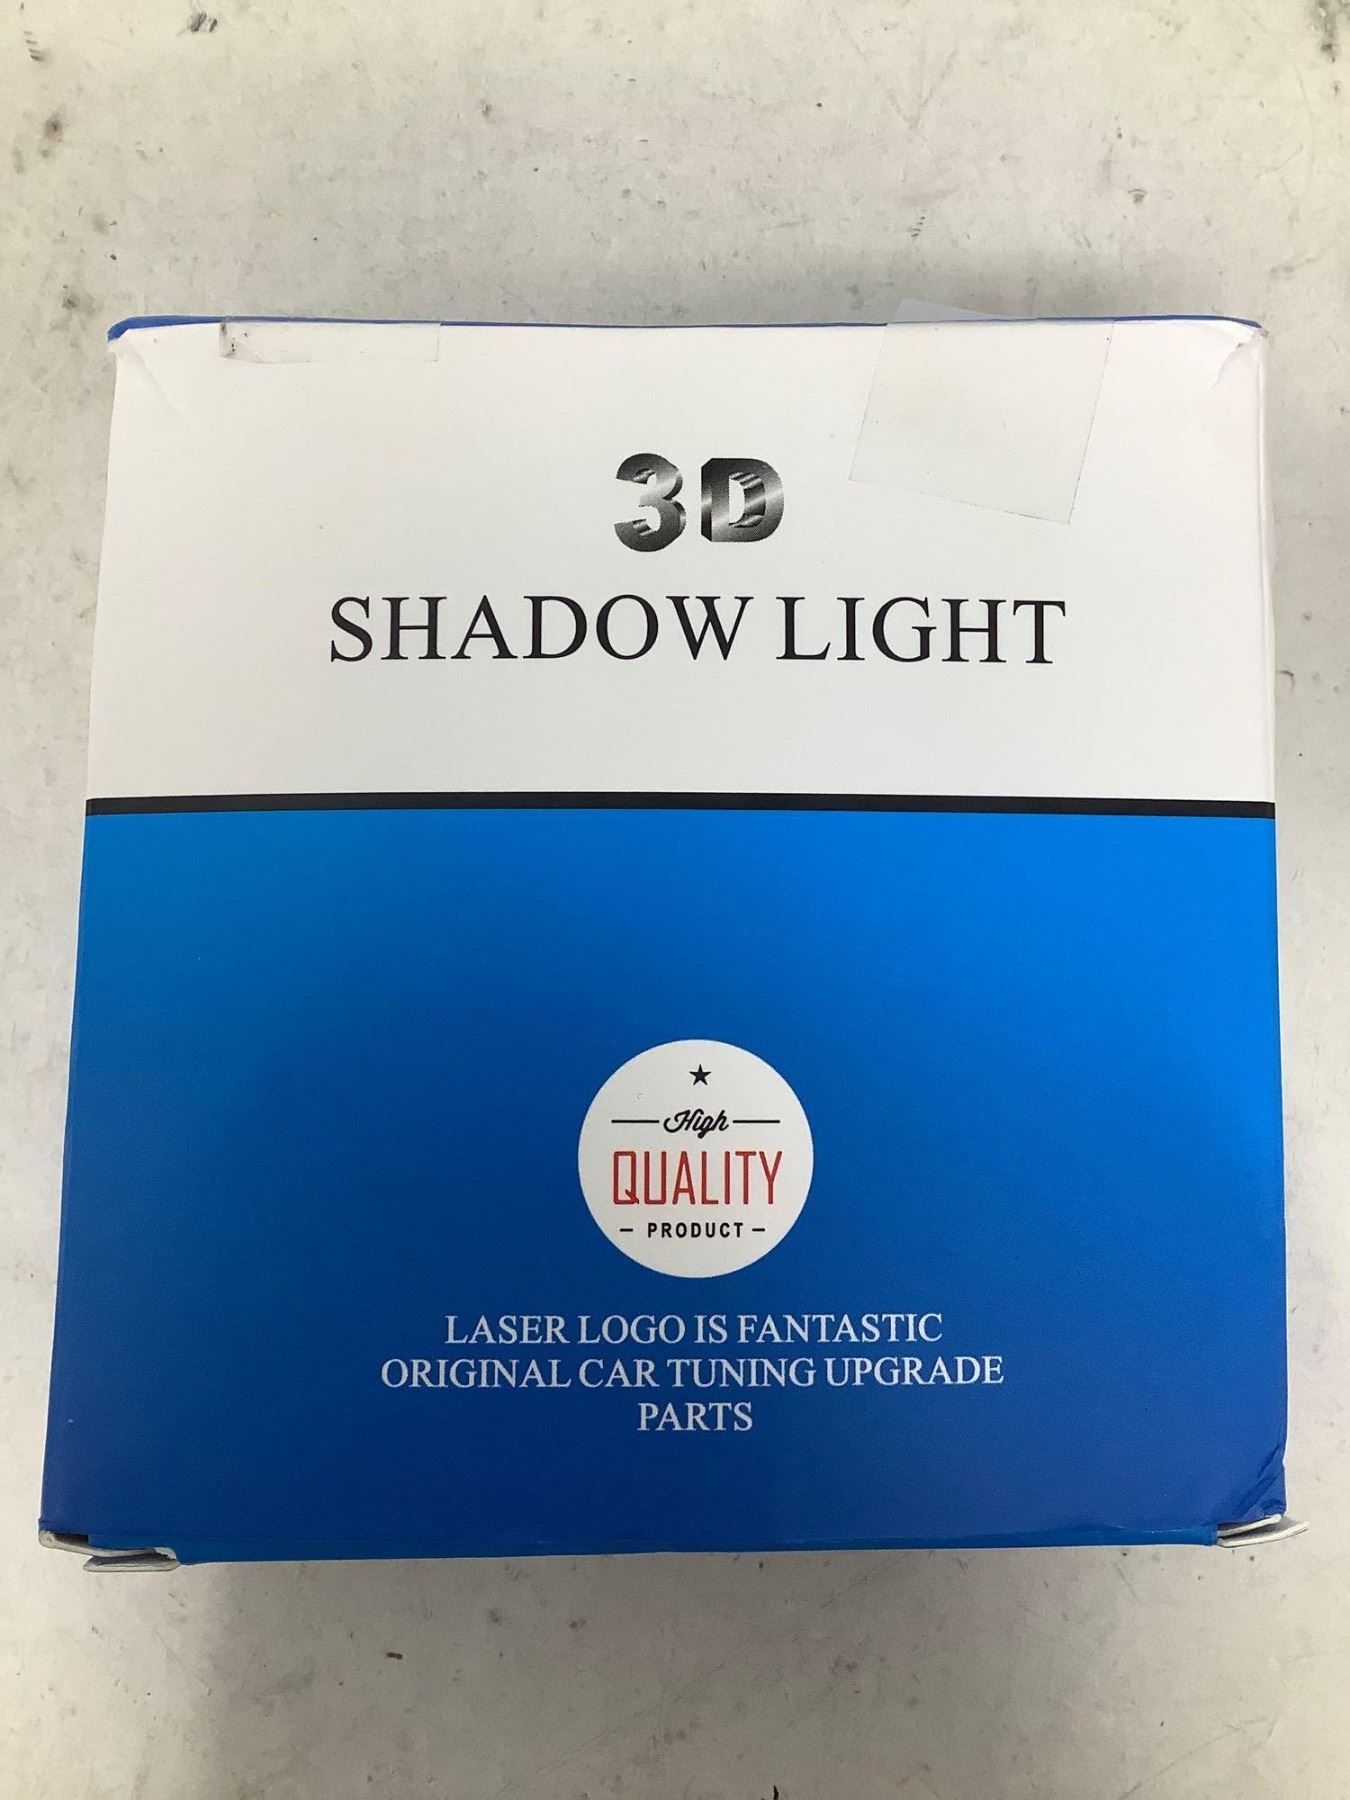 3D
SHADOW LIGHT
High
QUALITY
– PRODUCT –
LASER LOGO IS FANTASTIC
ORIGINAL CAR TUNING UPGRADE
PARTS